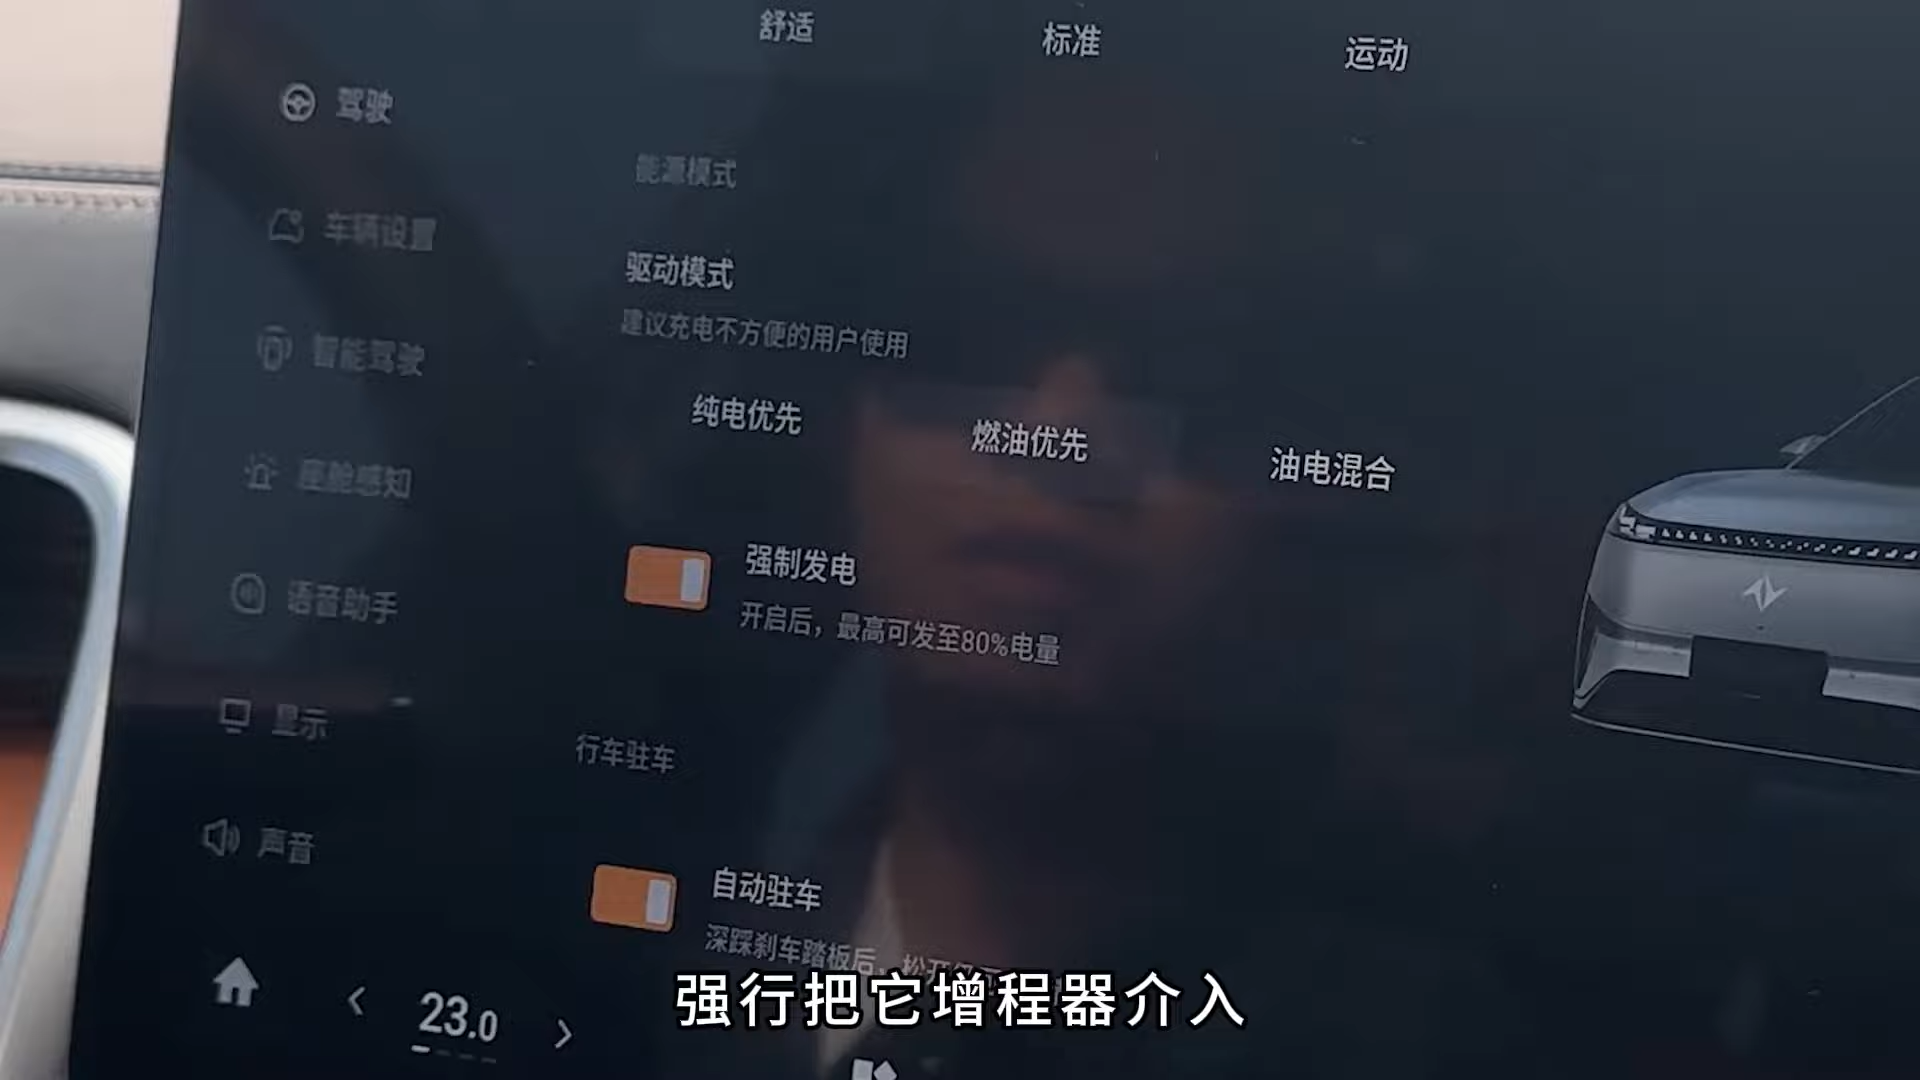 舒适
标准
运动
驾驶
能源模式
车辆设置
驱动模式
建议充电不方便的用户使用
智能驾驶
纯电优先
燃油优先
油电混合
座舱感知
强制发电
开启后，最高可发至80%电量
语音助手
显示
行车驻车
声音
自动驻车
深踩刹车踏板后，松开
强行把它增程器介入
23.0